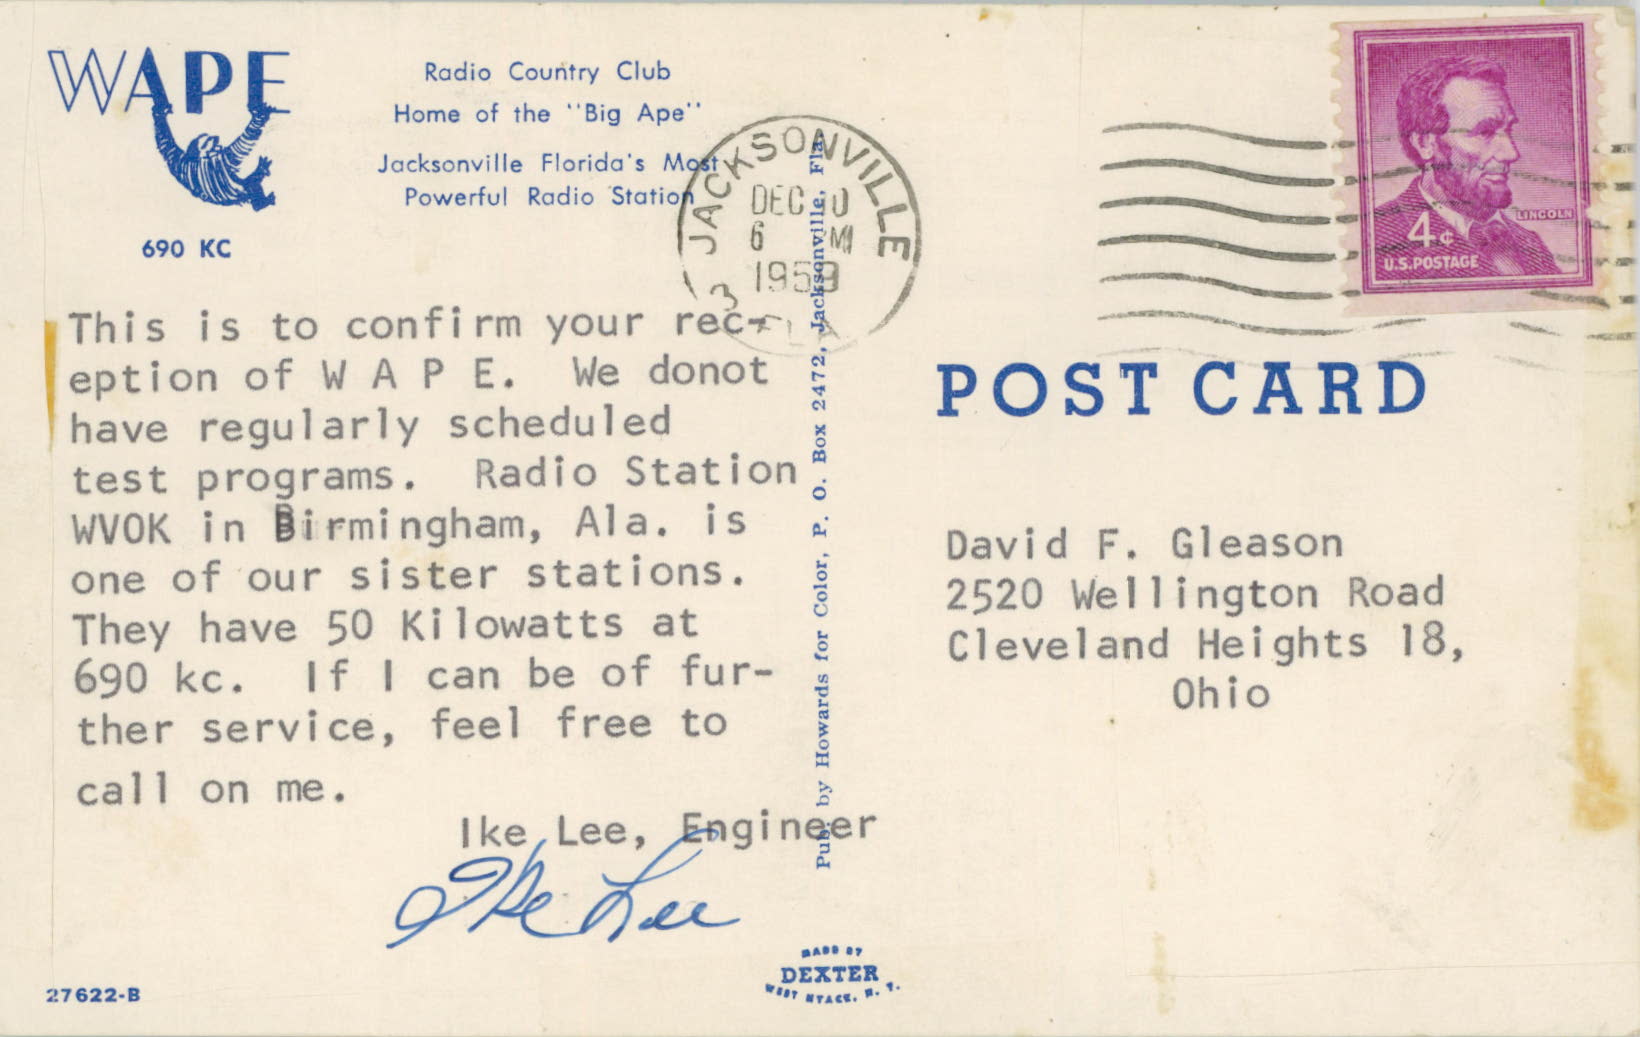 WAPE
690 KC
Radio Country Club
Home of the "Big Ape"
Jacksonville Florida's Most
Powerful Radio Station
JACKSONVILLE
DEC 10
6 PM
1959
3 FLA
4¢
LINCOLN
U.S.POSTAGE
This is to confirm your rec-
eption of W A P E. We donot
have regularly scheduled
test programs. Radio Station
WVOK in Birmingham, Ala. is
one of our sister stations.
They have 50 Kilowatts at
690 kc. If I can be of fur-
ther service, feel free to
call on me.
Ike Lee, Engineer
Ike Lee
27622-B
Pub. by Howards for Color, P. O. Box 2472, Jacksonville, Fla.
MADE BY
DEXTER
WEST NYACK, N. Y.
POST CARD
David F. Gleason
2520 Wellington Road
Cleveland Heights 18,
Ohio